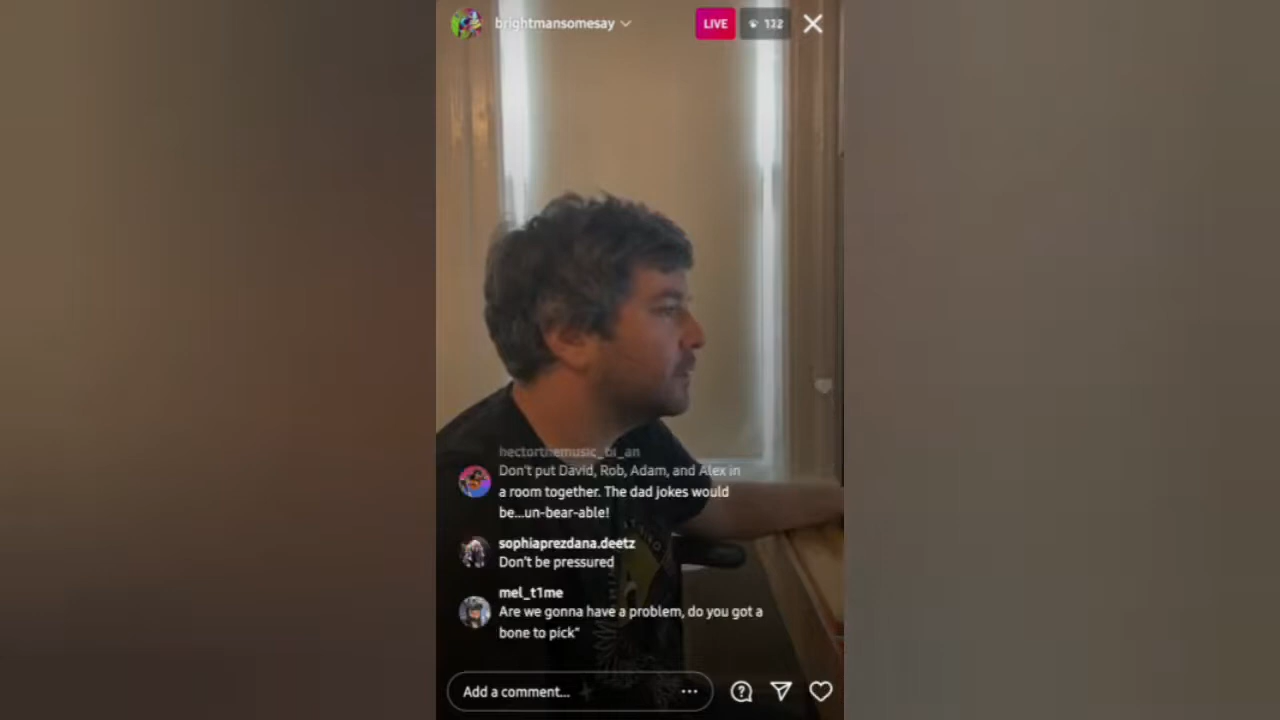 brightmansomesay
LIVE
132
hectorthemusic_bi_an
Don't put David, Rob, Adam, and Alex in
a room together. The dad jokes would
be...un-bear-able!
sophiaprezdana.deetz
Don't be pressured
mel_t1me
Are we gonna have a problem, do you got a
bone to pick"
Add a comment...